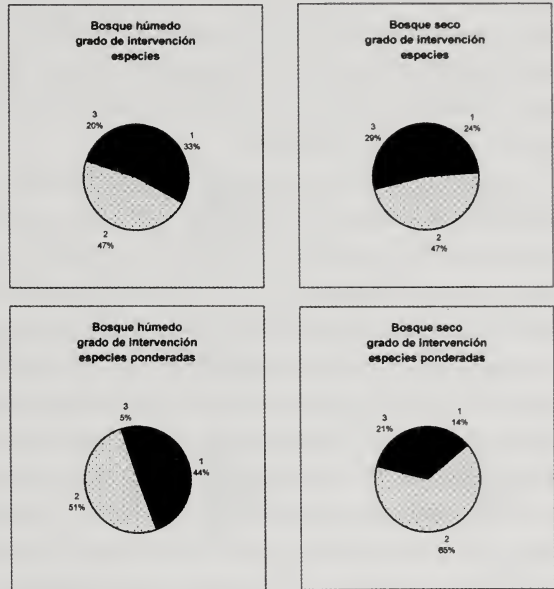 Bosque húmedo
grado de intervención
especies
3
20%
1
33%
2
47%
Bosque seco
grado de intervención
especies
3
29%
1
24%
2
47%
Bosque húmedo
grado de intervención
especies ponderadas
3
5%
1
44%
2
51%
Bosque seco
grado de intervención
especies ponderadas
3
21%
1
14%
2
65%